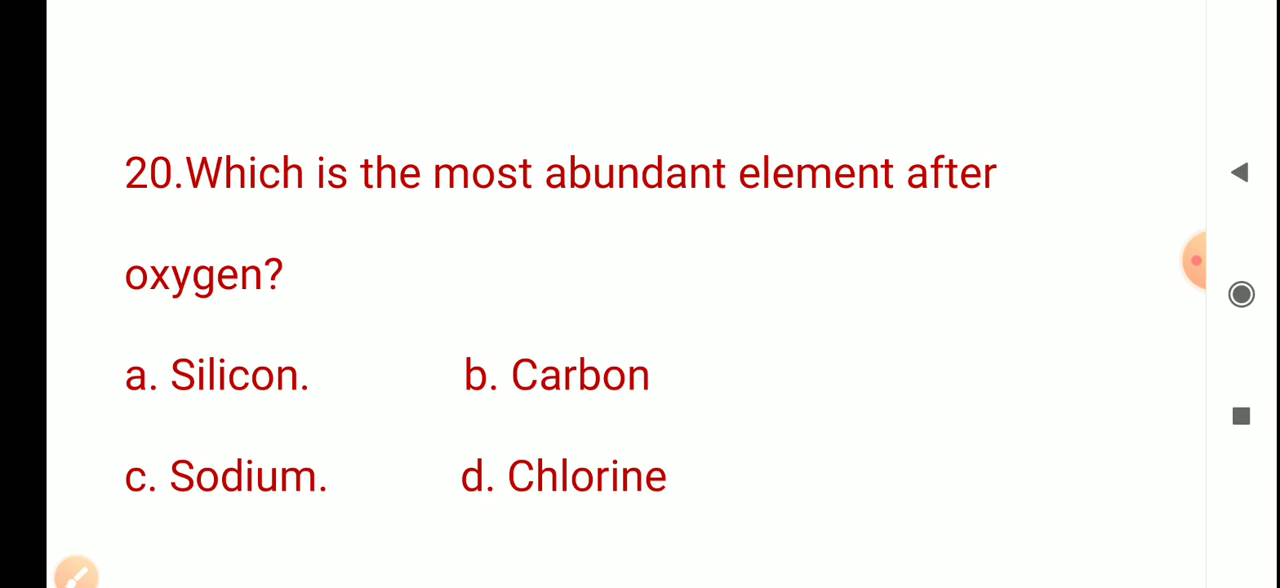 20.Which is the most abundant element after
oxygen?
a. Silicon. b. Carbon
c. Sodium. d. Chlorine